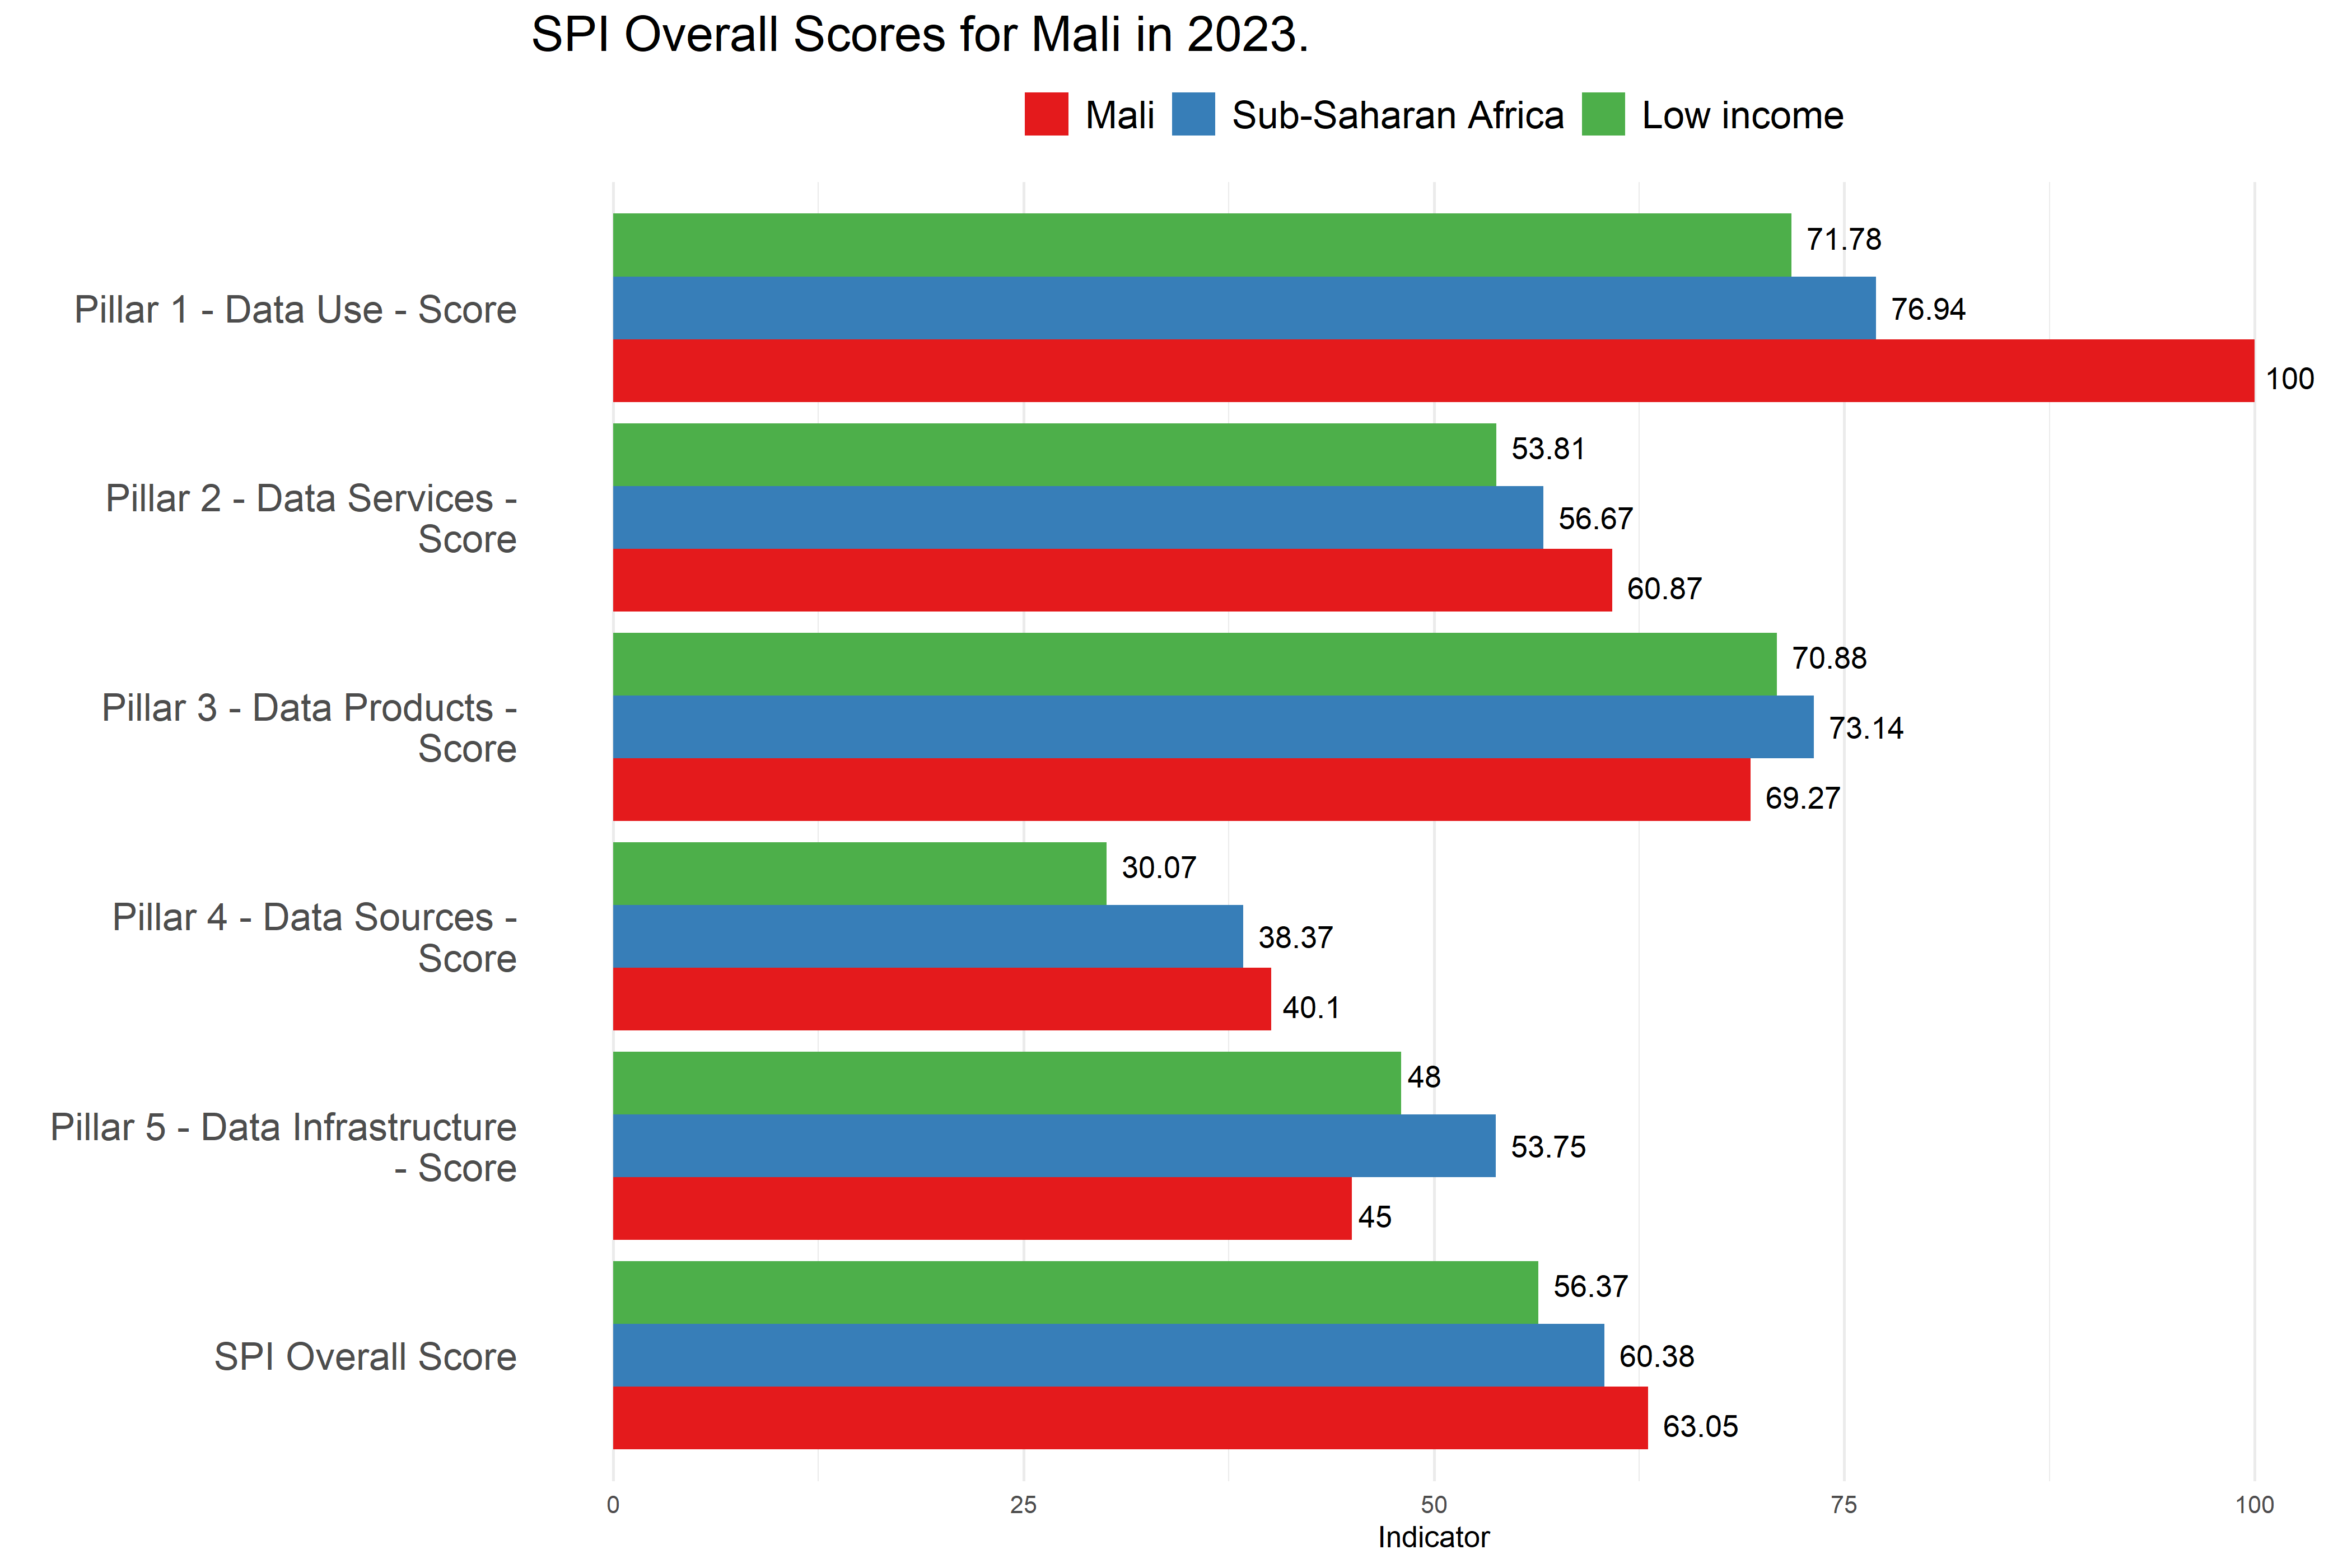 SPI Overall Scores for Mali in 2023.
Mali Sub-Saharan Africa Low income
Pillar 1 - Data Use - Score
71.78
76.94
100
Pillar 2 - Data Services -
Score
53.81
56.67
60.87
Pillar 3 - Data Products -
Score
70.88
73.14
69.27
Pillar 4 - Data Sources -
Score
30.07
38.37
40.1
Pillar 5 - Data Infrastructure
- Score
48
53.75
45
SPI Overall Score
56.37
60.38
63.05
0 25 50 75 100
Indicator